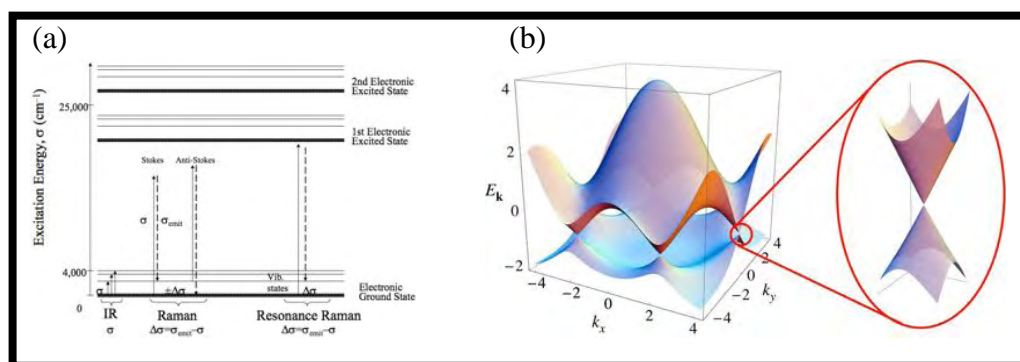 (a)
2nd Electronic
Excited State
25,000
1st Electronic
Excited State
Stokes
Anti-Stokes
Excitation Energy, σ (cm⁻¹)
σ
σemit
4,000
Vib.
states
σ
±Δσ
Δσ
Electronic
Ground State
0
IR
σ
Raman
Δσ=σemit-σ
Resonance Raman
Δσ=σemit-σ
(b)
4
2
Ek
0
−2
−4
−2
0
kx
2
4
4
2
0
ky
−2
−4